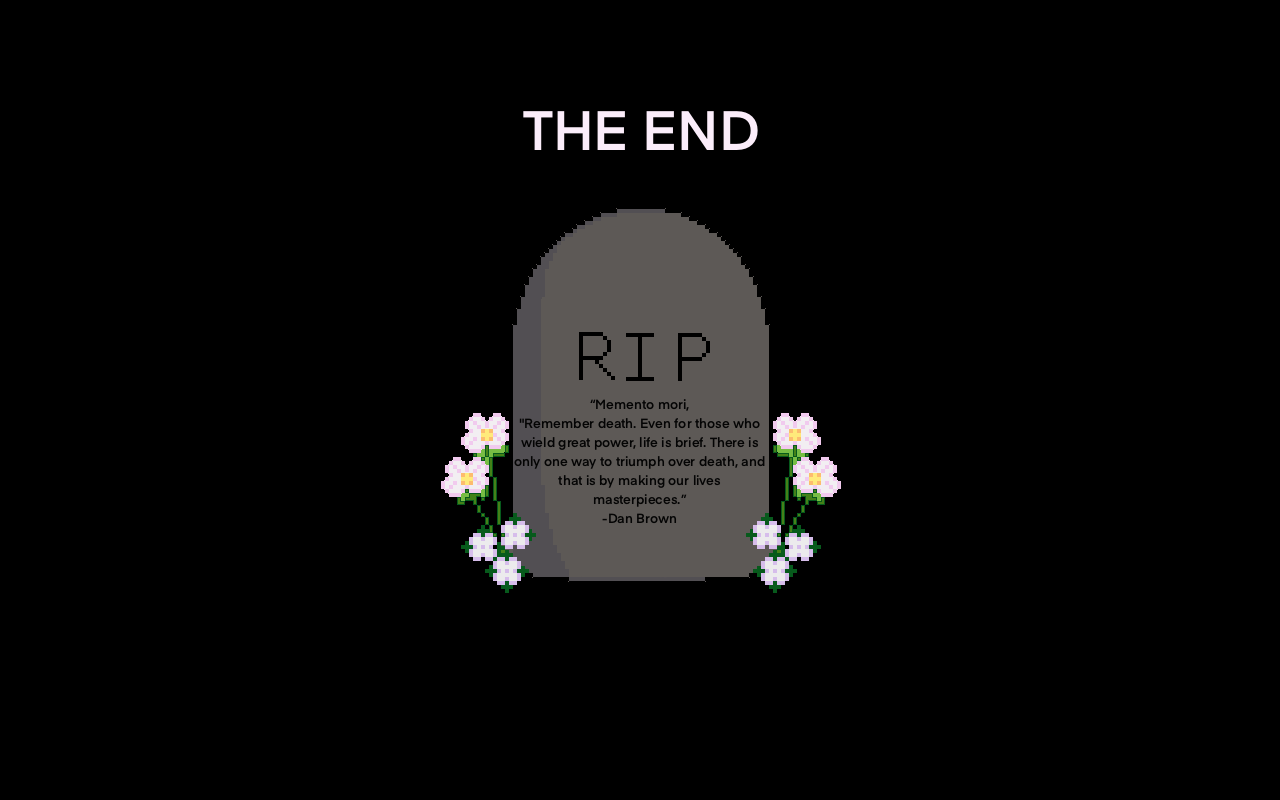 THE END
RIP
“Memento mori,
"Remember death. Even for those who
wield great power, life is brief. There is
only one way to triumph over death, and
that is by making our lives
masterpieces.”
-Dan Brown